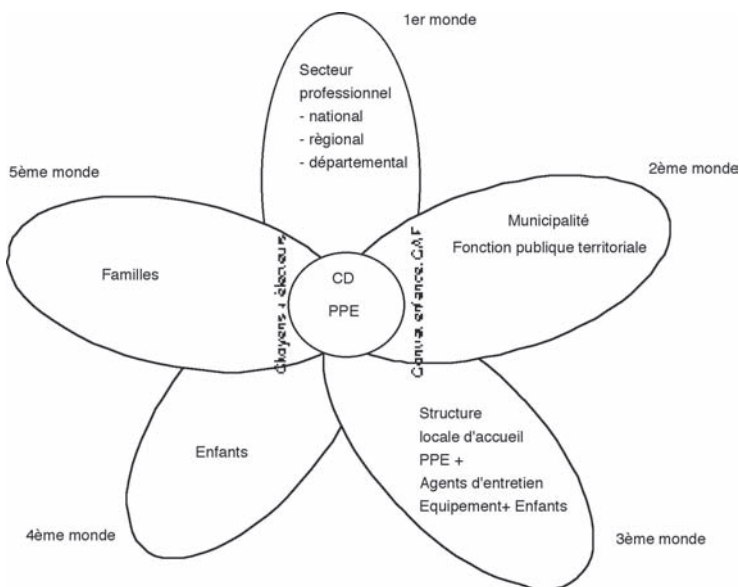 1er monde
Secteur
professionnel
- national
- règional
- départemental
5ème monde
2ème monde
Municipalité
Fonction publique territoriale
Familles
Citoyens + électeurs
CD
PPE
enfance CAF
Structure
locale d'accueil
PPE +
Agents d'entretien
Equipement+ Enfants
Enfants
4ème monde
3ème monde